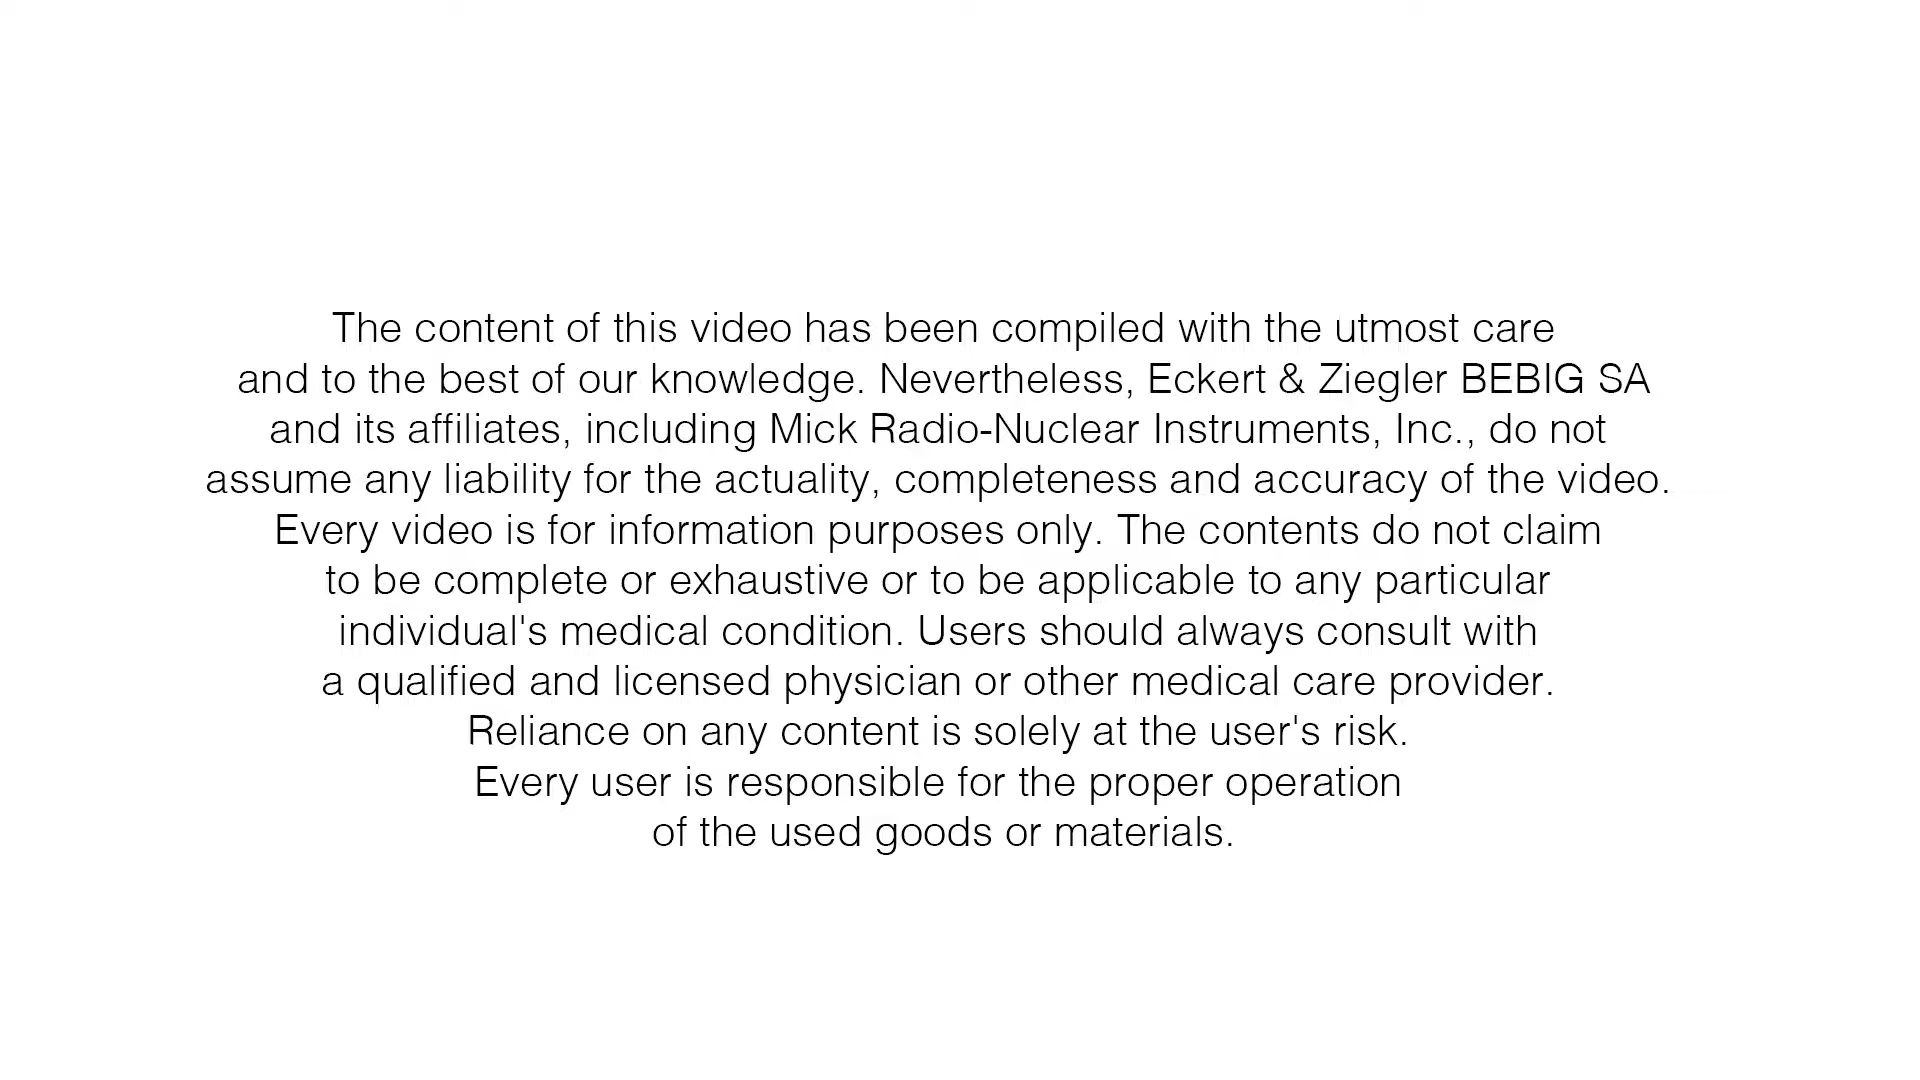 The content of this video has been compiled with the utmost care
and to the best of our knowledge. Nevertheless, Eckert & Ziegler BEBIG SA
and its affiliates, including Mick Radio-Nuclear Instruments, Inc., do not
assume any liability for the actuality, completeness and accuracy of the video.
Every video is for information purposes only. The contents do not claim
to be complete or exhaustive or to be applicable to any particular
individual's medical condition. Users should always consult with
a qualified and licensed physician or other medical care provider.
Reliance on any content is solely at the user's risk.
Every user is responsible for the proper operation
of the used goods or materials.